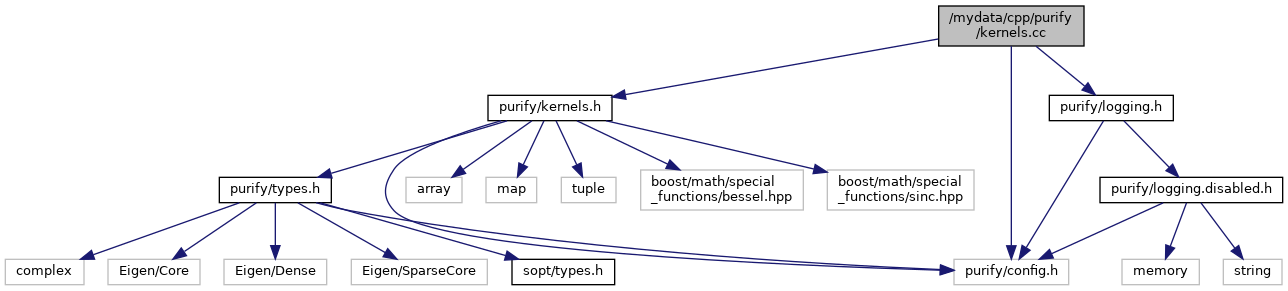 /mydata/cpp/purify
/kernels.cc
purify/kernels.h
purify/logging.h
purify/types.h
array
map
tuple
boost/math/special
_functions/bessel.hpp
boost/math/special
_functions/sinc.hpp
purify/logging.disabled.h
complex
Eigen/Core
Eigen/Dense
Eigen/SparseCore
sopt/types.h
purify/config.h
memory
string